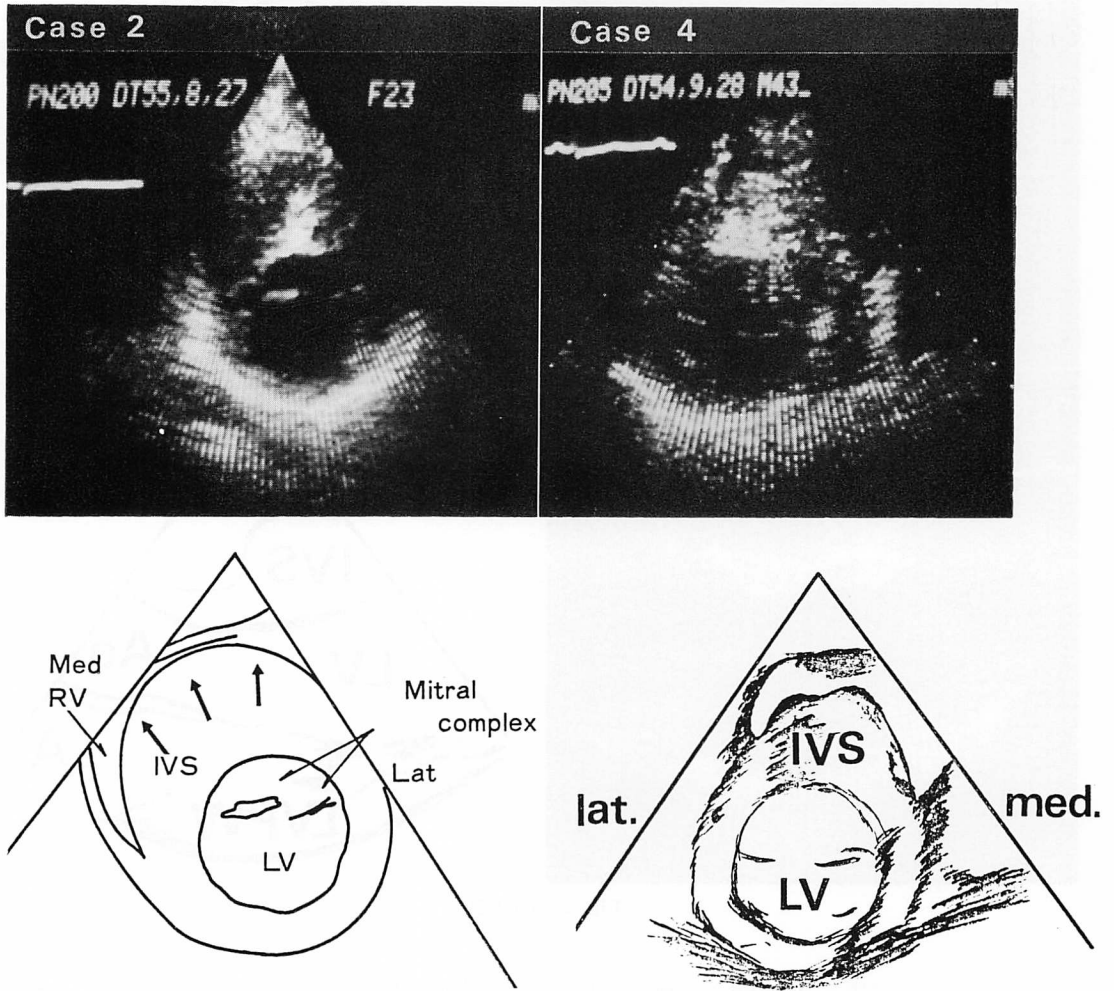 Case 2
PN200 DT55,8,27 F23
Case 4
PN205 DT54,9,28 M43
Med
RV
IVS
Mitral
complex
Lat
LV
IVS
lat.
med.
LV